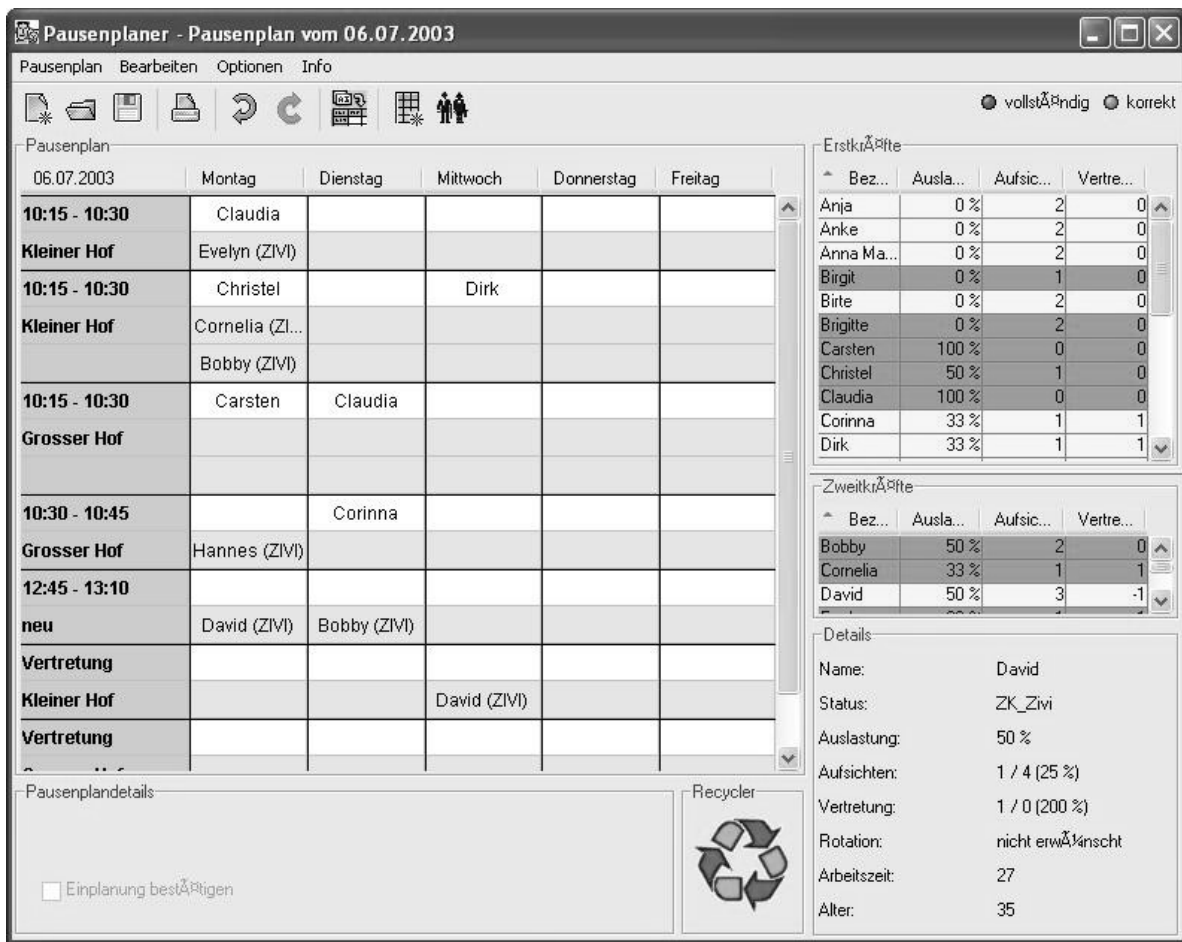 Pausenplaner - Pausenplan vom 06.07.2003
Pausenplan Bearbeiten Optionen Info
vollstÃ¤ndig korrekt
Pausenplan
06.07.2003 Montag Dienstag Mittwoch Donnerstag Freitag
10:15 - 10:30 Claudia
Kleiner Hof Evelyn (ZIVI)
10:15 - 10:30 Christel Dirk
Kleiner Hof Cornelia (ZI...
Bobby (ZIVI)
10:15 - 10:30 Carsten Claudia
Grosser Hof
10:30 - 10:45 Corinna
Grosser Hof Hannes (ZIVI)
12:45 - 13:10
neu David (ZIVI) Bobby (ZIVI)
Vertretung
Kleiner Hof David (ZIVI)
Vertretung
Pausenplandetails
Einplanung bestÃ¤tigen
Recycler
ErstkrÃ¤fte
Bez... Ausla... Aufsic... Vertre...
Anja 0 % 2 0
Anke 0 % 2 0
Anna Ma... 0 % 2 0
Birgit 0 % 1 0
Birte 0 % 2 0
Brigitte 0 % 2 0
Carsten 100 % 0 0
Christel 50 % 1 0
Claudia 100 % 0 0
Corinna 33 % 1 1
Dirk 33 % 1 1
ZweitkrÃ¤fte
Bez... Ausla... Aufsic... Vertre...
Bobby 50 % 2 0
Cornelia 33 % 1 1
David 50 % 3 -1
Details
Name: David
Status: ZK_Zivi
Auslastung: 50 %
Aufsichten: 1 / 4 (25 %)
Vertretung: 1 / 0 (200 %)
Rotation: nicht erwÃ¼nscht
Arbeitszeit: 27
Alter: 35